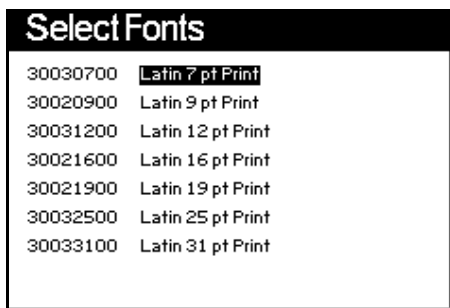 Select Fonts
30030700 Latin 7 pt Print
30020900 Latin 9 pt Print
30031200 Latin 12 pt Print
30021600 Latin 16 pt Print
30021900 Latin 19 pt Print
30032500 Latin 25 pt Print
30033100 Latin 31 pt Print